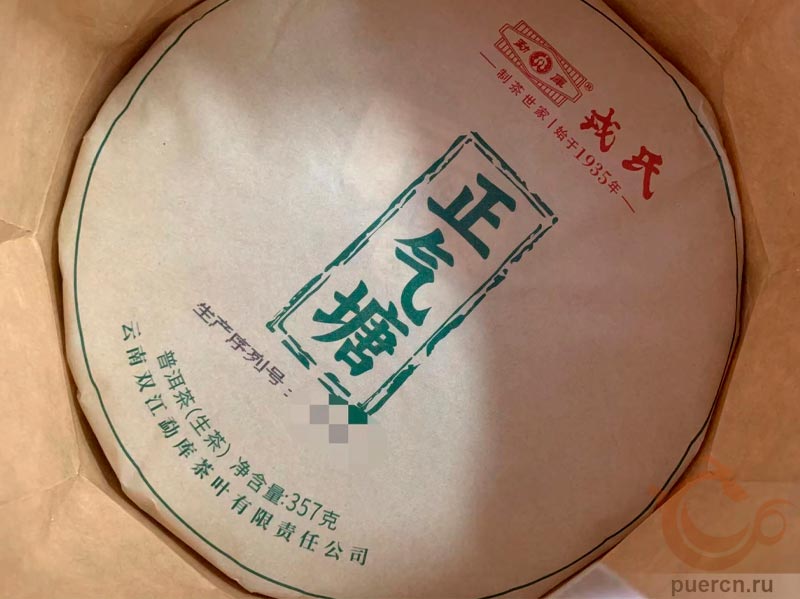 勐库®
戎氏
制茶世家 | 始于1935年
正气塘
生产序列号:
普洱茶(生茶) 净含量:357克
云南双江勐库茶叶有限责任公司
puercn.ru